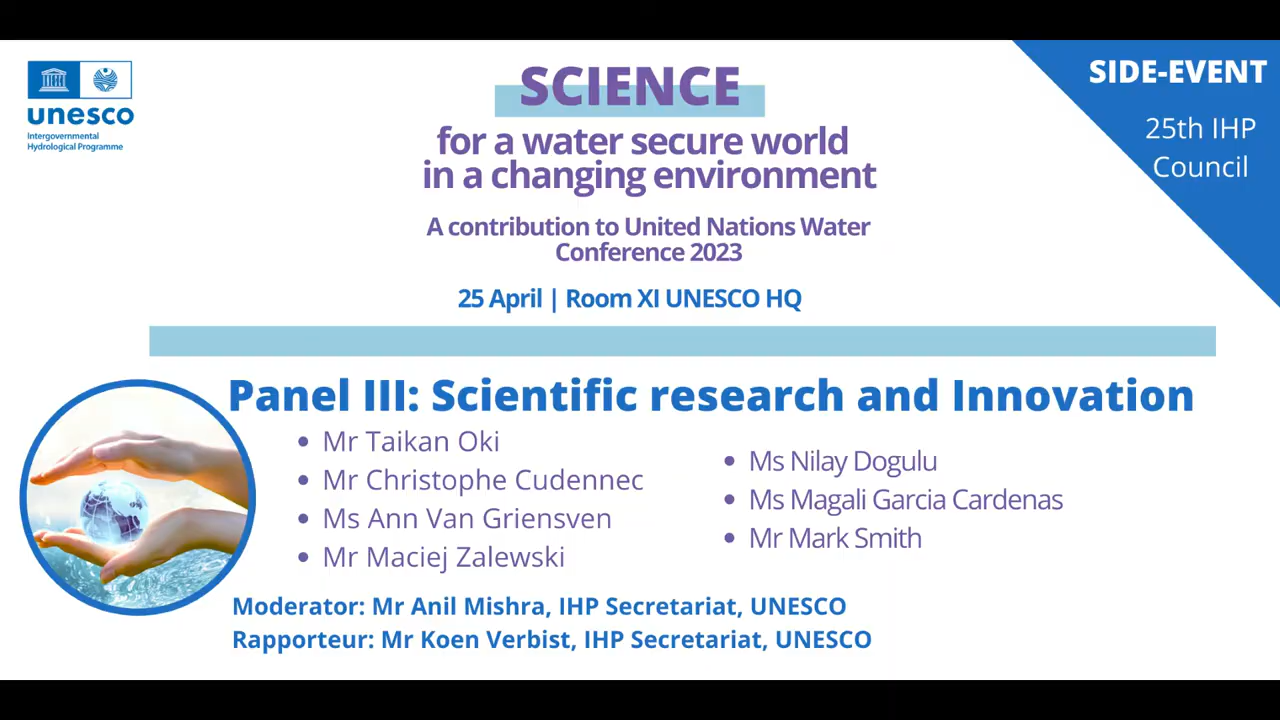 unesco
Intergovernmental
Hydrological Programme
SCIENCE
for a water secure world
in a changing environment
A contribution to United Nations Water
Conference 2023
25 April | Room XI UNESCO HQ
SIDE-EVENT
25th IHP
Council
Panel III: Scientific research and Innovation
• Mr Taikan Oki
• Mr Christophe Cudennec
• Ms Ann Van Griensven
• Mr Maciej Zalewski
• Ms Nilay Dogulu
• Ms Magali Garcia Cardenas
• Mr Mark Smith
Moderator: Mr Anil Mishra, IHP Secretariat, UNESCO
Rapporteur: Mr Koen Verbist, IHP Secretariat, UNESCO